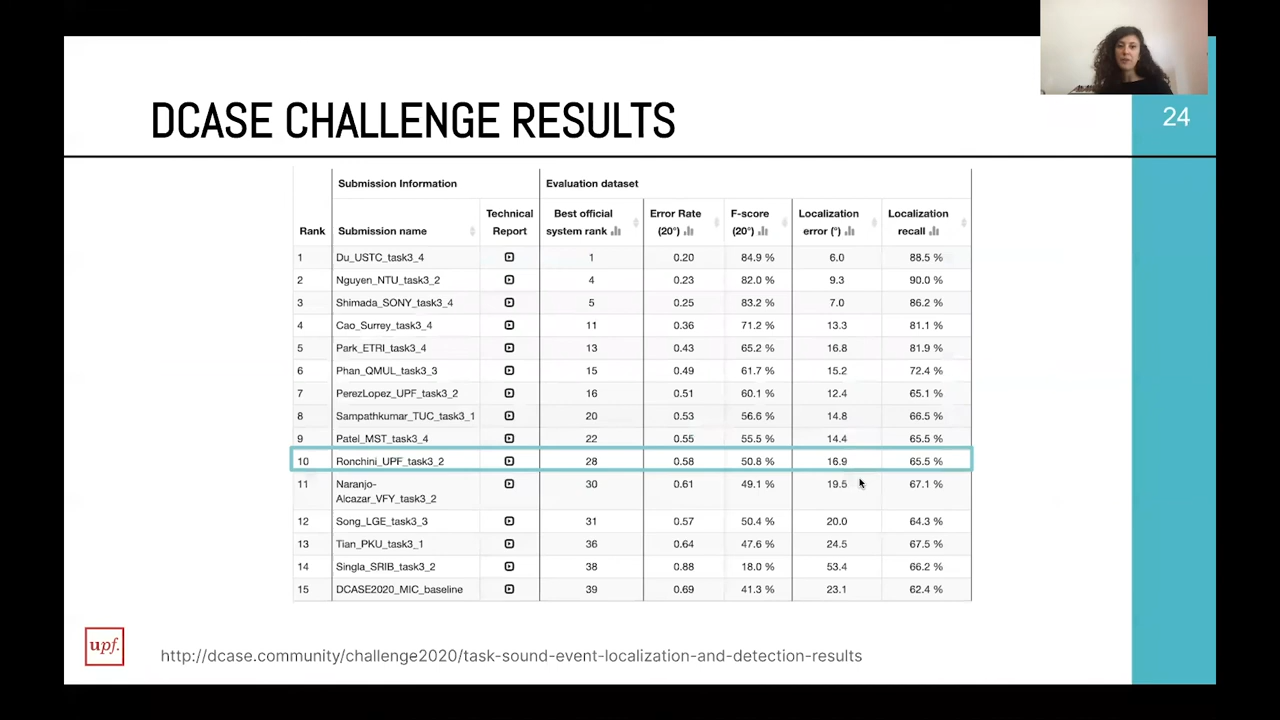 DCASE CHALLENGE RESULTS
24
Submission Information Evaluation dataset
Technical Best official Error Rate F-score Localization Localization
Rank Submission name Report system rank (20°) (20°) error (°) recall
1 Du_USTC_task3_4 1 0.20 84.9 % 6.0 88.5 %
2 Nguyen_NTU_task3_2 4 0.23 82.0 % 9.3 90.0 %
3 Shimada_SONY_task3_4 5 0.25 83.2 % 7.0 86.2 %
4 Cao_Surrey_task3_4 11 0.36 71.2 % 13.3 81.1 %
5 Park_ETRI_task3_4 13 0.43 65.2 % 16.8 81.9 %
6 Phan_QMUL_task3_3 15 0.49 61.7 % 15.2 72.4 %
7 PerezLopez_UPF_task3_2 16 0.51 60.1 % 12.4 65.1 %
8 Sampathkumar_TUC_task3_1 20 0.53 56.6 % 14.8 66.5 %
9 Patel_MST_task3_4 22 0.55 55.5 % 14.4 65.5 %
10 Ronchini_UPF_task3_2 28 0.58 50.8 % 16.9 65.5 %
11 Naranjo- 30 0.61 49.1 % 19.5 67.1 %
Alcazar_VFY_task3_2
12 Song_LGE_task3_3 31 0.57 50.4 % 20.0 64.3 %
13 Tian_PKU_task3_1 36 0.64 47.6 % 24.5 67.5 %
14 Singla_SRIB_task3_2 38 0.88 18.0 % 53.4 66.2 %
15 DCASE2020_MIC_baseline 39 0.69 41.3 % 23.1 62.4 %
upf.
http://dcase.community/challenge2020/task-sound-event-localization-and-detection-results